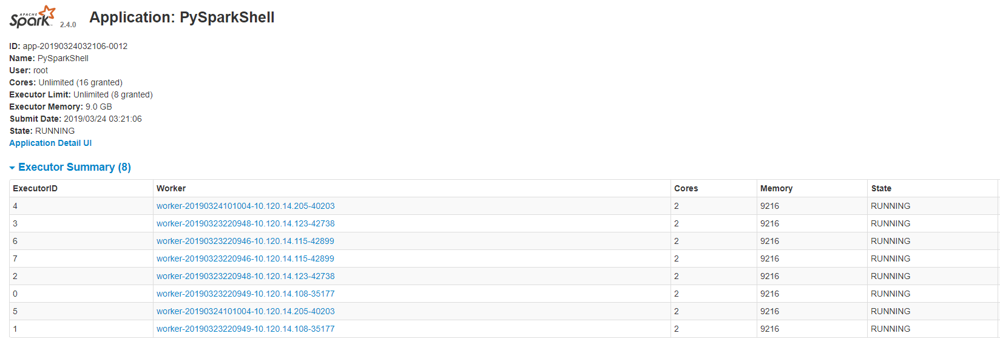 APACHE
Spark 2.4.0 Application: PySparkShell
ID: app-20190324032106-0012
Name: PySparkShell
User: root
Cores: Unlimited (16 granted)
Executor Limit: Unlimited (8 granted)
Executor Memory: 9.0 GB
Submit Date: 2019/03/24 03:21:06
State: RUNNING
Application Detail UI
Executor Summary (8)
ExecutorID Worker Cores Memory State
4 worker-20190324101004-10.120.14.205-40203 2 9216 RUNNING
3 worker-20190323220948-10.120.14.123-42738 2 9216 RUNNING
6 worker-20190323220946-10.120.14.115-42899 2 9216 RUNNING
7 worker-20190323220946-10.120.14.115-42899 2 9216 RUNNING
2 worker-20190323220948-10.120.14.123-42738 2 9216 RUNNING
0 worker-20190323220949-10.120.14.108-35177 2 9216 RUNNING
5 worker-20190324101004-10.120.14.205-40203 2 9216 RUNNING
1 worker-20190323220949-10.120.14.108-35177 2 9216 RUNNING